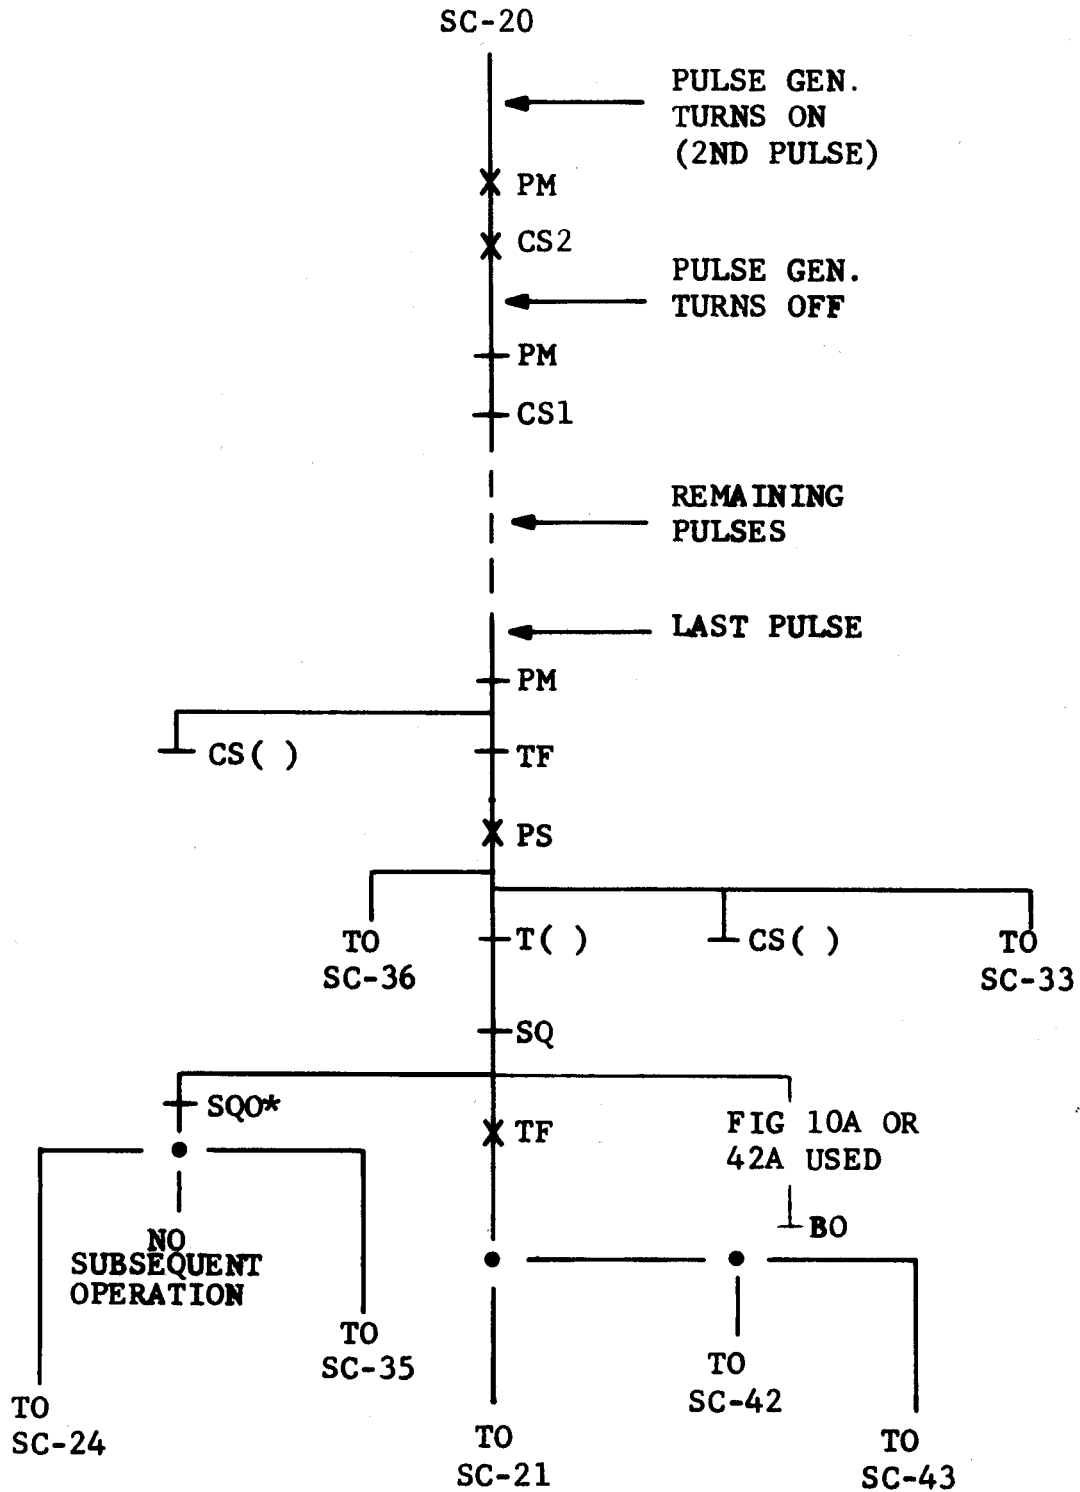 SC-20
PULSE GEN.
TURNS ON
(2ND PULSE)
PM
CS2
PULSE GEN.
TURNS OFF
PM
CS1
REMAINING
PULSES
LAST PULSE
PM
CS( )
TF
PS
TO
SC-36
T( )
CS( )
TO
SC-33
SQ
SQO*
TF
FIG 10A OR
42A USED
BO
NO
SUBSEQUENT
OPERATION
TO
SC-35
TO
SC-42
TO
SC-24
TO
SC-21
TO
SC-43